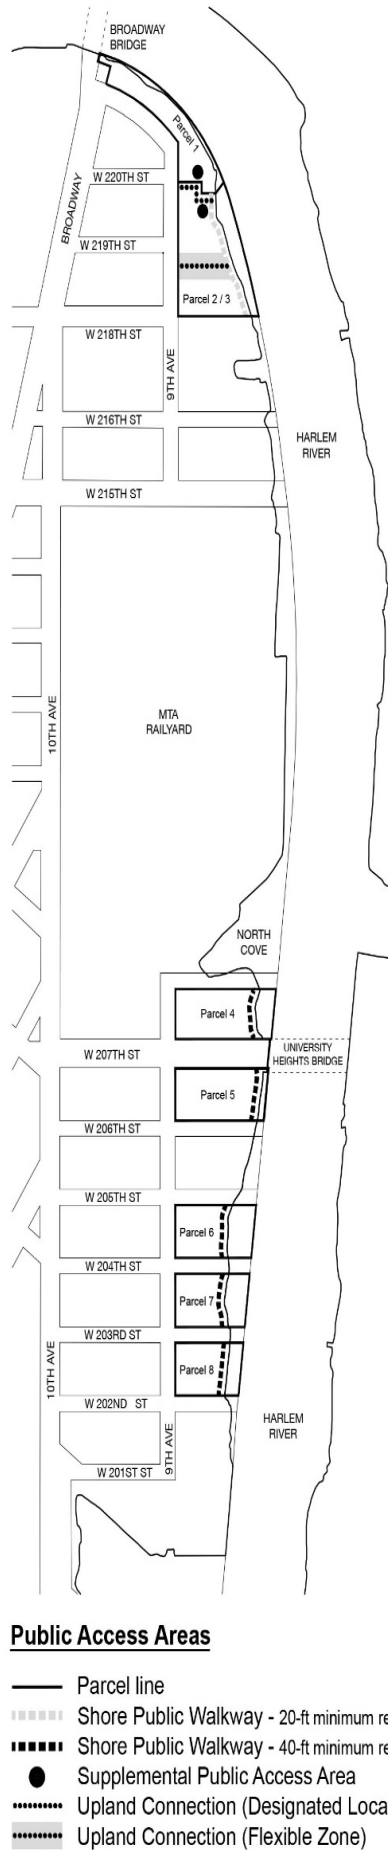 BROADWAY
BRIDGE
Parcel 1
W 220TH ST
BROADWAY
W 219TH ST
Parcel 2 / 3
W 218TH ST
9TH AVE
W 216TH ST
HARLEM
RIVER
W 215TH ST
10TH AVE
MTA
RAILYARD
NORTH
COVE
Parcel 4
UNIVERSITY
HEIGHTS BRIDGE
W 207TH ST
Parcel 5
W 206TH ST
W 205TH ST
Parcel 6
W 204TH ST
Parcel 7
W 203RD ST
10TH AVE
Parcel 8
W 202ND ST
9TH AVE
HARLEM
RIVER
W 201ST ST
Public Access Areas
Parcel line
Shore Public Walkway - 20-ft minimum re
Shore Public Walkway - 40-ft minimum re
Supplemental Public Access Area
Upland Connection (Designated Loca
Upland Connection (Flexible Zone)